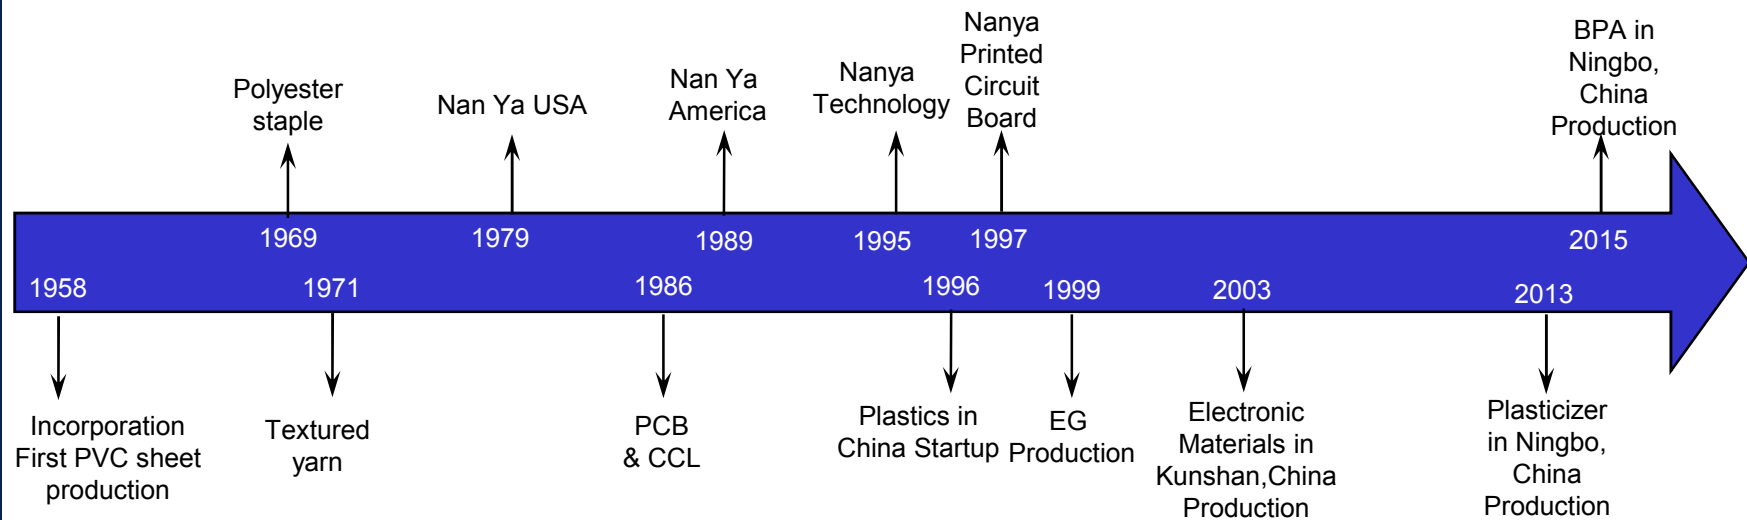 Polyester
staple
Nan Ya USA
Nan Ya
America
Nanya
Technology
Nanya
Printed
Circuit
Board
BPA in
Ningbo,
China
Production
1969
1979
1989
1995
1997
2015
1958
1971
1986
1996
1999
2003
2013
Incorporation
First PVC sheet
production
Textured
yarn
PCB
& CCL
Plastics in
China Startup
EG
Production
Electronic
Materials in
Kunshan,China
Production
Plasticizer
in Ningbo,
China
Production